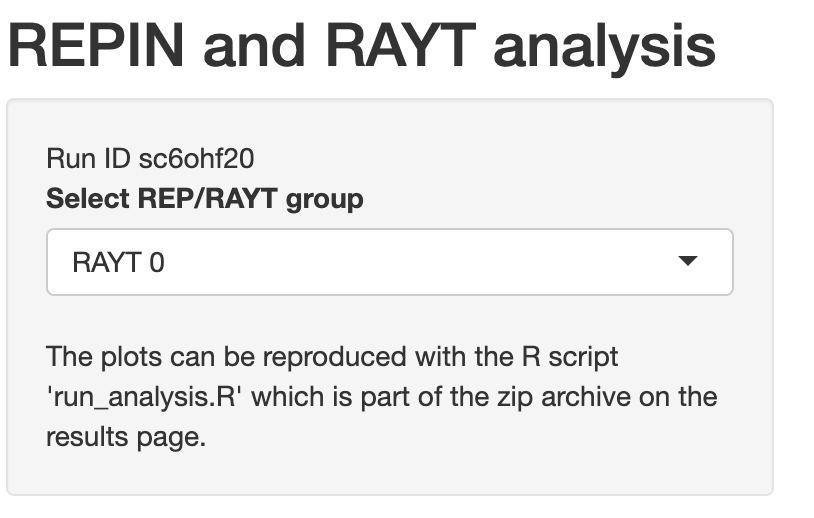 REPIN and RAYT analysis
Run ID sc6ohf20
Select REP/RAYT group
RAYT 0
The plots can be reproduced with the R script
'run_analysis.R' which is part of the zip archive on the
results page.